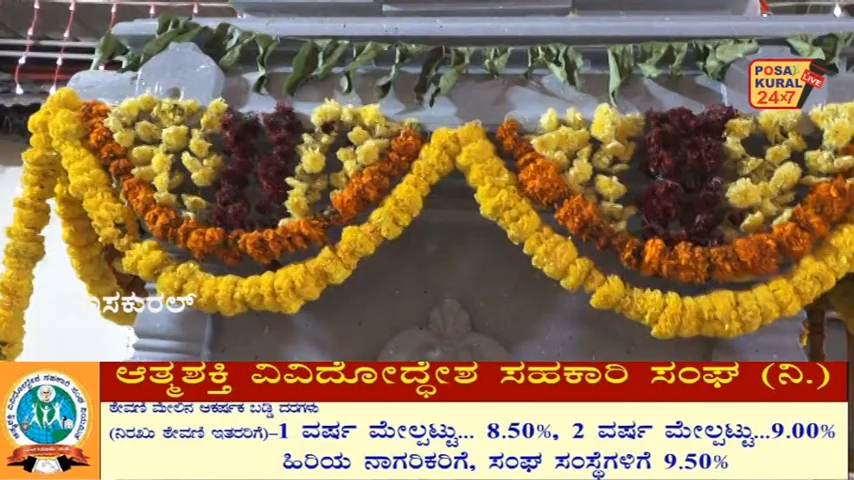 POSA
KURAL
LIVE
24x7
ಸಕುರಲ್
ಆತ್ಮಶಕ್ತಿ ವಿವಿದೋದ್ಧೇಶ ಸಹಕಾರಿ ಸಂಘ (ನಿ.)
ಠೇವಣಿ ಮೇಲಿನ ಆಕರ್ಷಕ ಬಡ್ಡಿ ದರಗಳು
(ನಿರಖು ಠೇವಣಿ ಇತರರಿಗೆ)-1 ವರ್ಷ ಮೇಲ್ಪಟ್ಟು... 8.50%, 2 ವರ್ಷ ಮೇಲ್ಪಟ್ಟು...9.00%
ಹಿರಿಯ ನಾಗರಿಕರಿಗೆ, ಸಂಘ ಸಂಸ್ಥೆಗಳಿಗೆ 9.50%